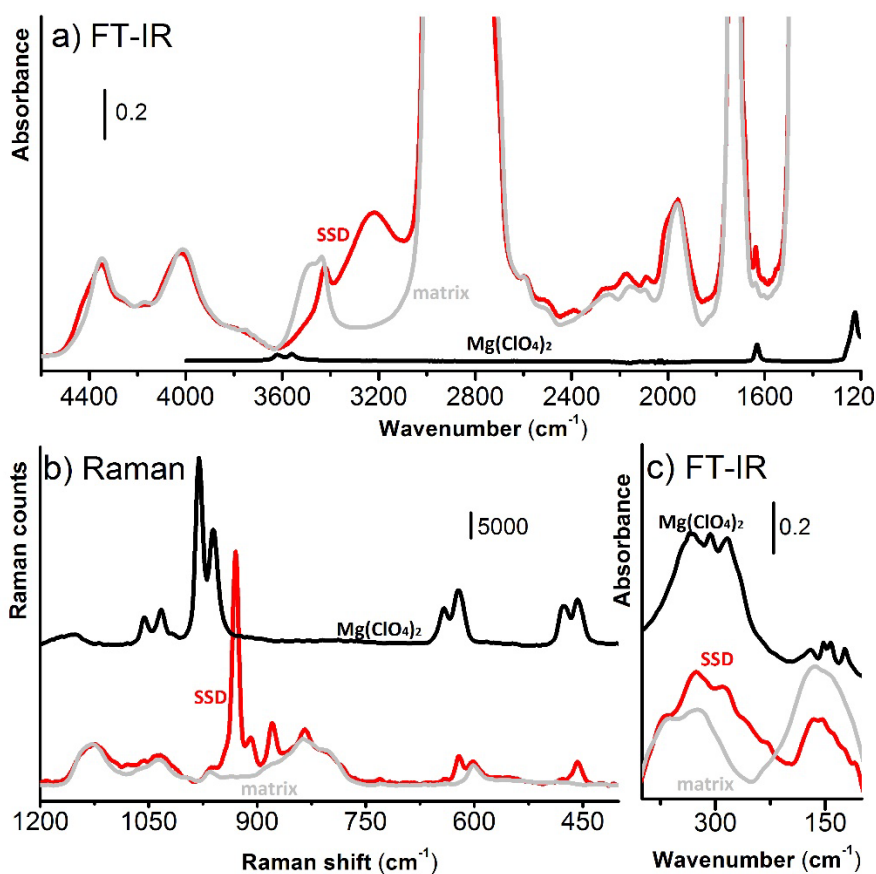 a) FT-IR
Absorbance
0.2
SSD
matrix
Mg(ClO₄)₂
4400 4000 3600 3200 2800 2400 2000 1600 1200
Wavenumber (cm⁻¹)
b) Raman
Raman counts
5000
Mg(ClO₄)₂
SSD
matrix
1200 1050 900 750 600 450
Raman shift (cm⁻¹)
c) FT-IR
Absorbance
Mg(ClO₄)₂
0.2
SSD
matrix
300 150
Wavenumber (cm⁻¹)